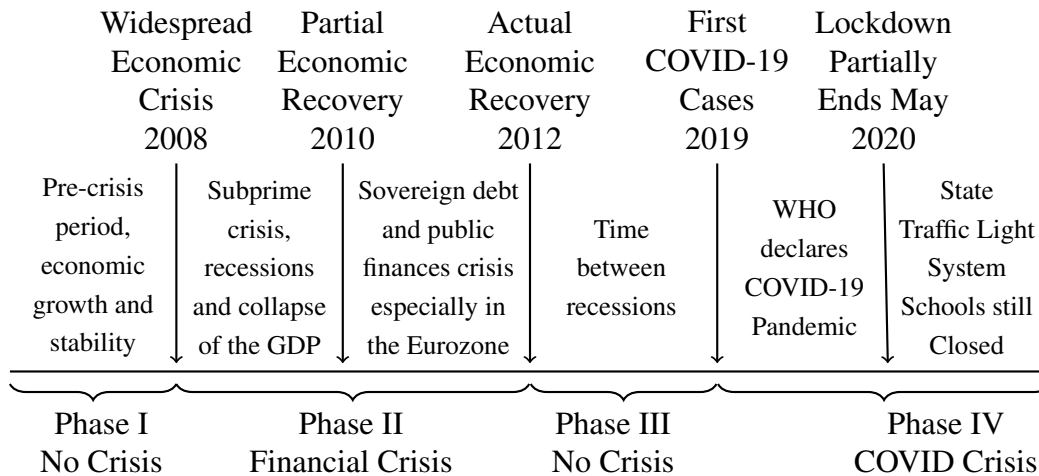 Widespread
Economic
Crisis
2008
Partial
Economic
Recovery
2010
Actual
Economic
Recovery
2012
First
COVID-19
Cases
2019
Lockdown
Partially
Ends May
2020
Pre-crisis
period,
economic
growth and
stability
Subprime
crisis,
recessions
and collapse
of the GDP
Sovereign debt
and public
finances crisis
especially in
the Eurozone
Time
between
recessions
WHO
declares
COVID-19
Pandemic
State
Traffic Light
System
Schools still
Closed
Phase I
No Crisis
Phase II
Financial Crisis
Phase III
No Crisis
Phase IV
COVID Crisis